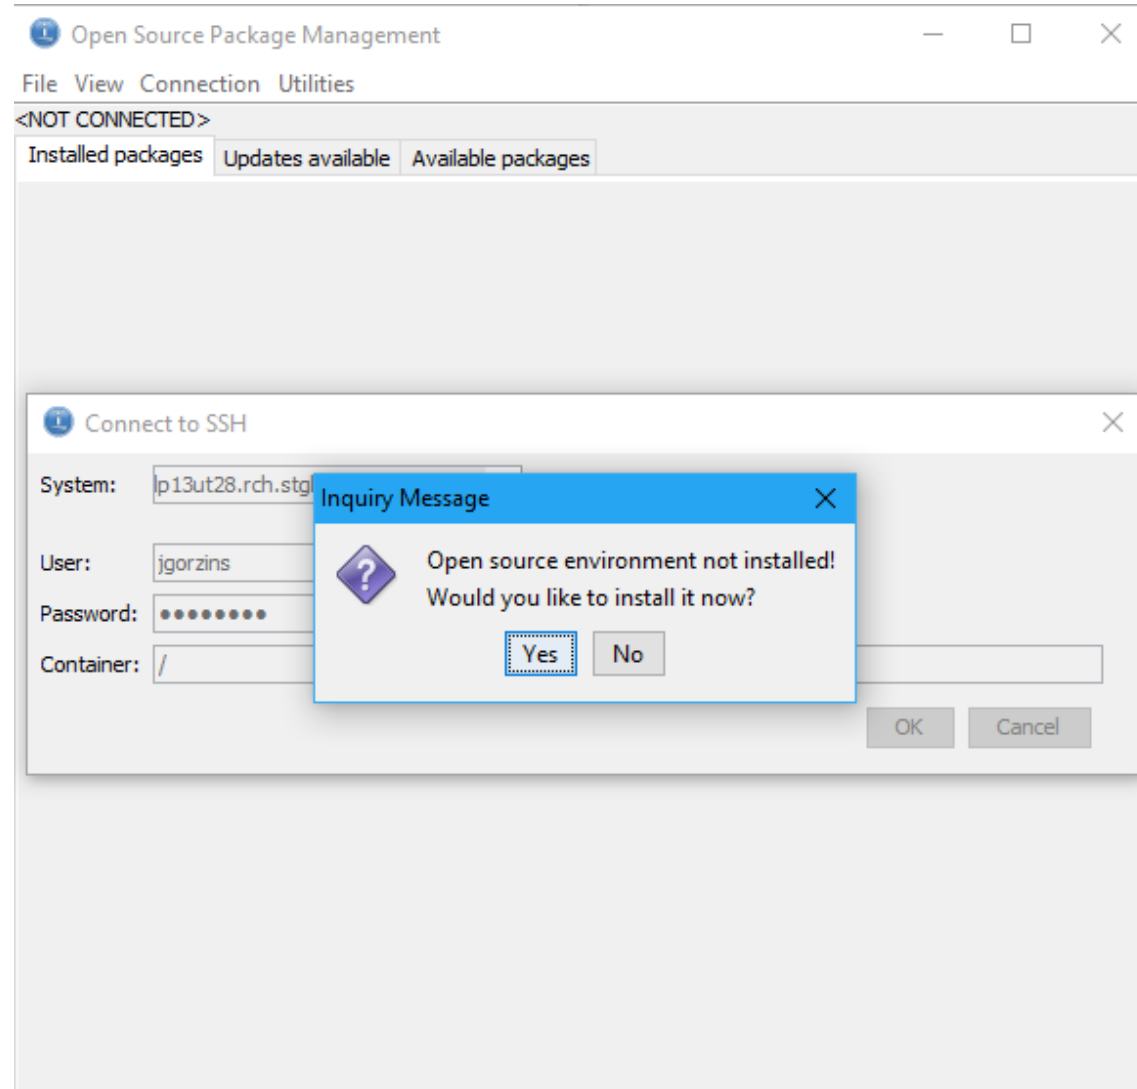 Open Source Package Management
File View Connection Utilities
<NOT CONNECTED>
Installed packages Updates available Available packages
Connect to SSH
System:
Inquiry Message
Open source environment not installed!
Would you like to install it now?
Yes No
User: jgorzins
Password: ●●●●●●●●
Container: /
OK Cancel